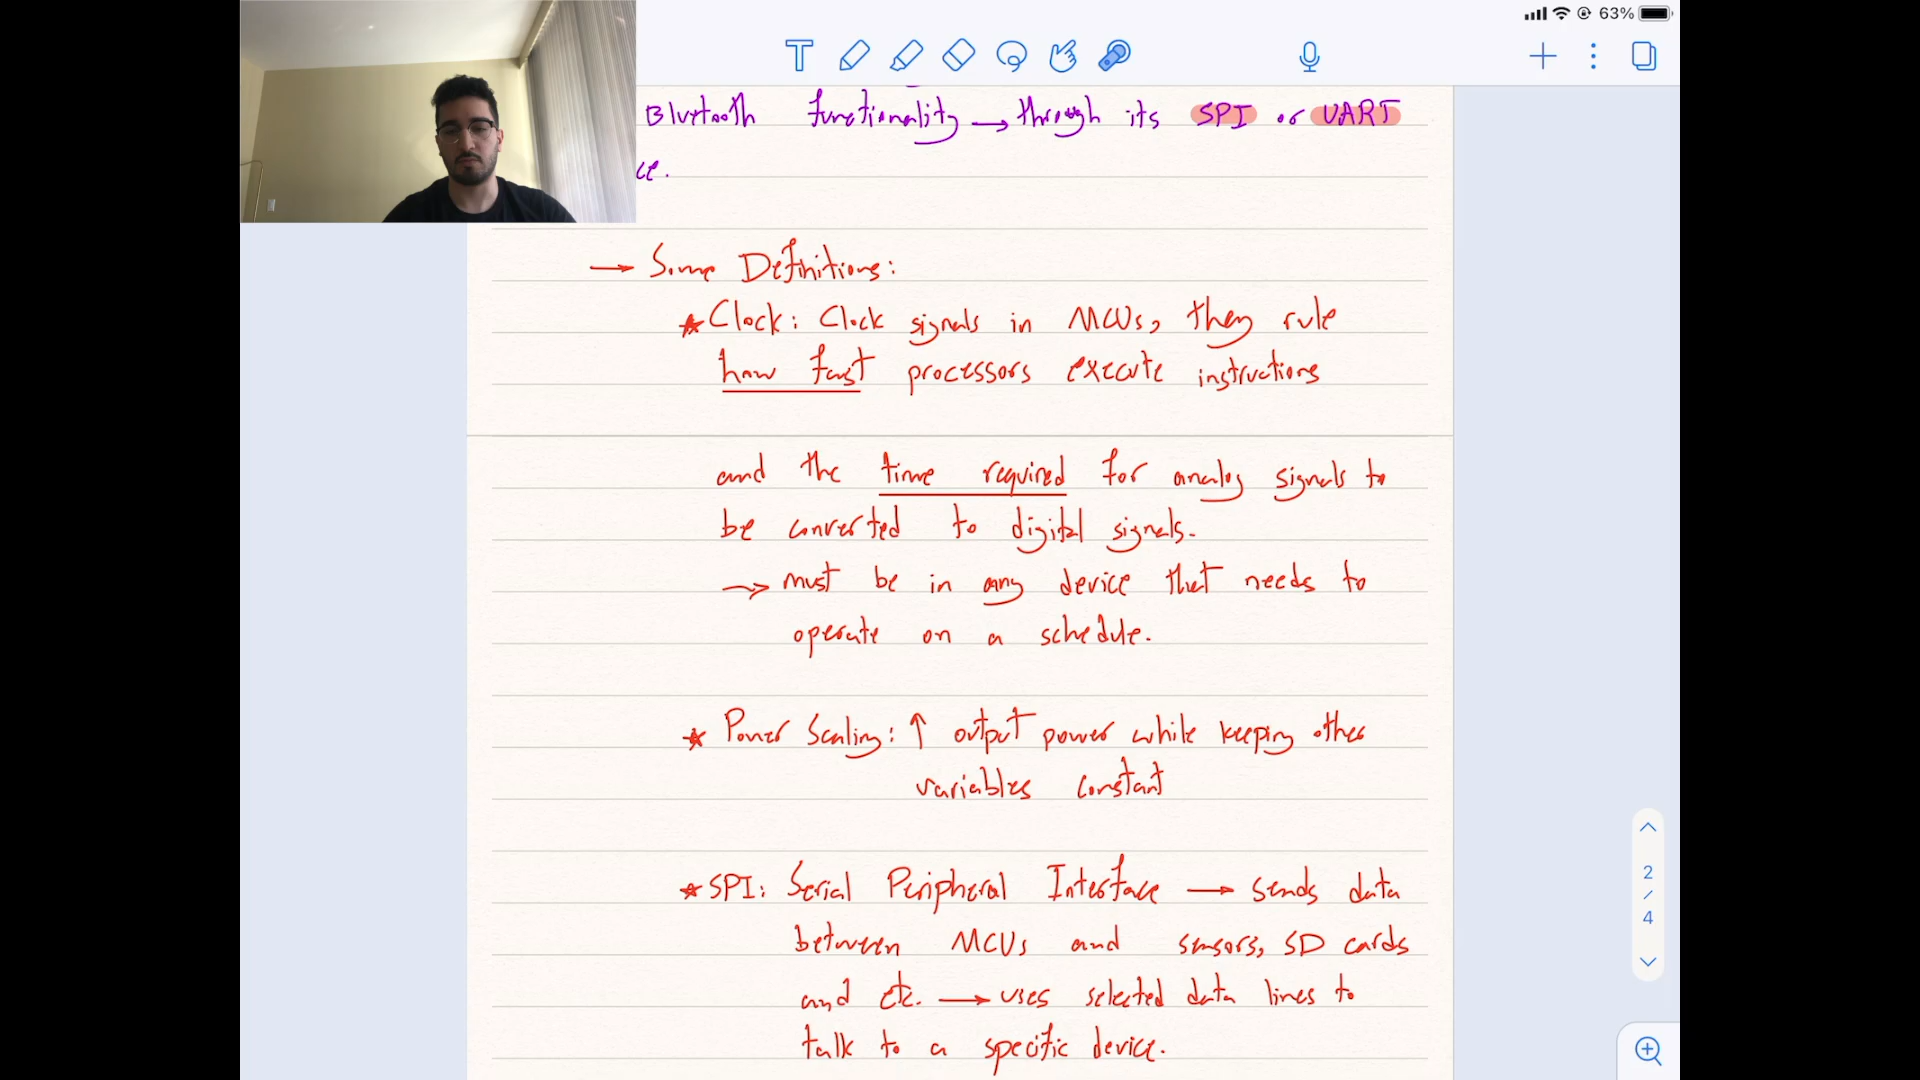 63%
Blutooth functionality → through its SPI or UART
ce.
→ Some Definitions:
* Clock: Clock signals in MCUs, they rule
how fast processors execute instructions
and the time required for analog signals to
be converted to digital signals.
→ must be in any device that needs to
operate on a schedule.
* Power Scaling: ↑ output power while keeping other
variables constant
* SPI: Serial Peripheral Interface → sends data
between MCUs and sensors, SD cards
and etc. → uses selected data lines to
talk to a specific device.
2
/
4